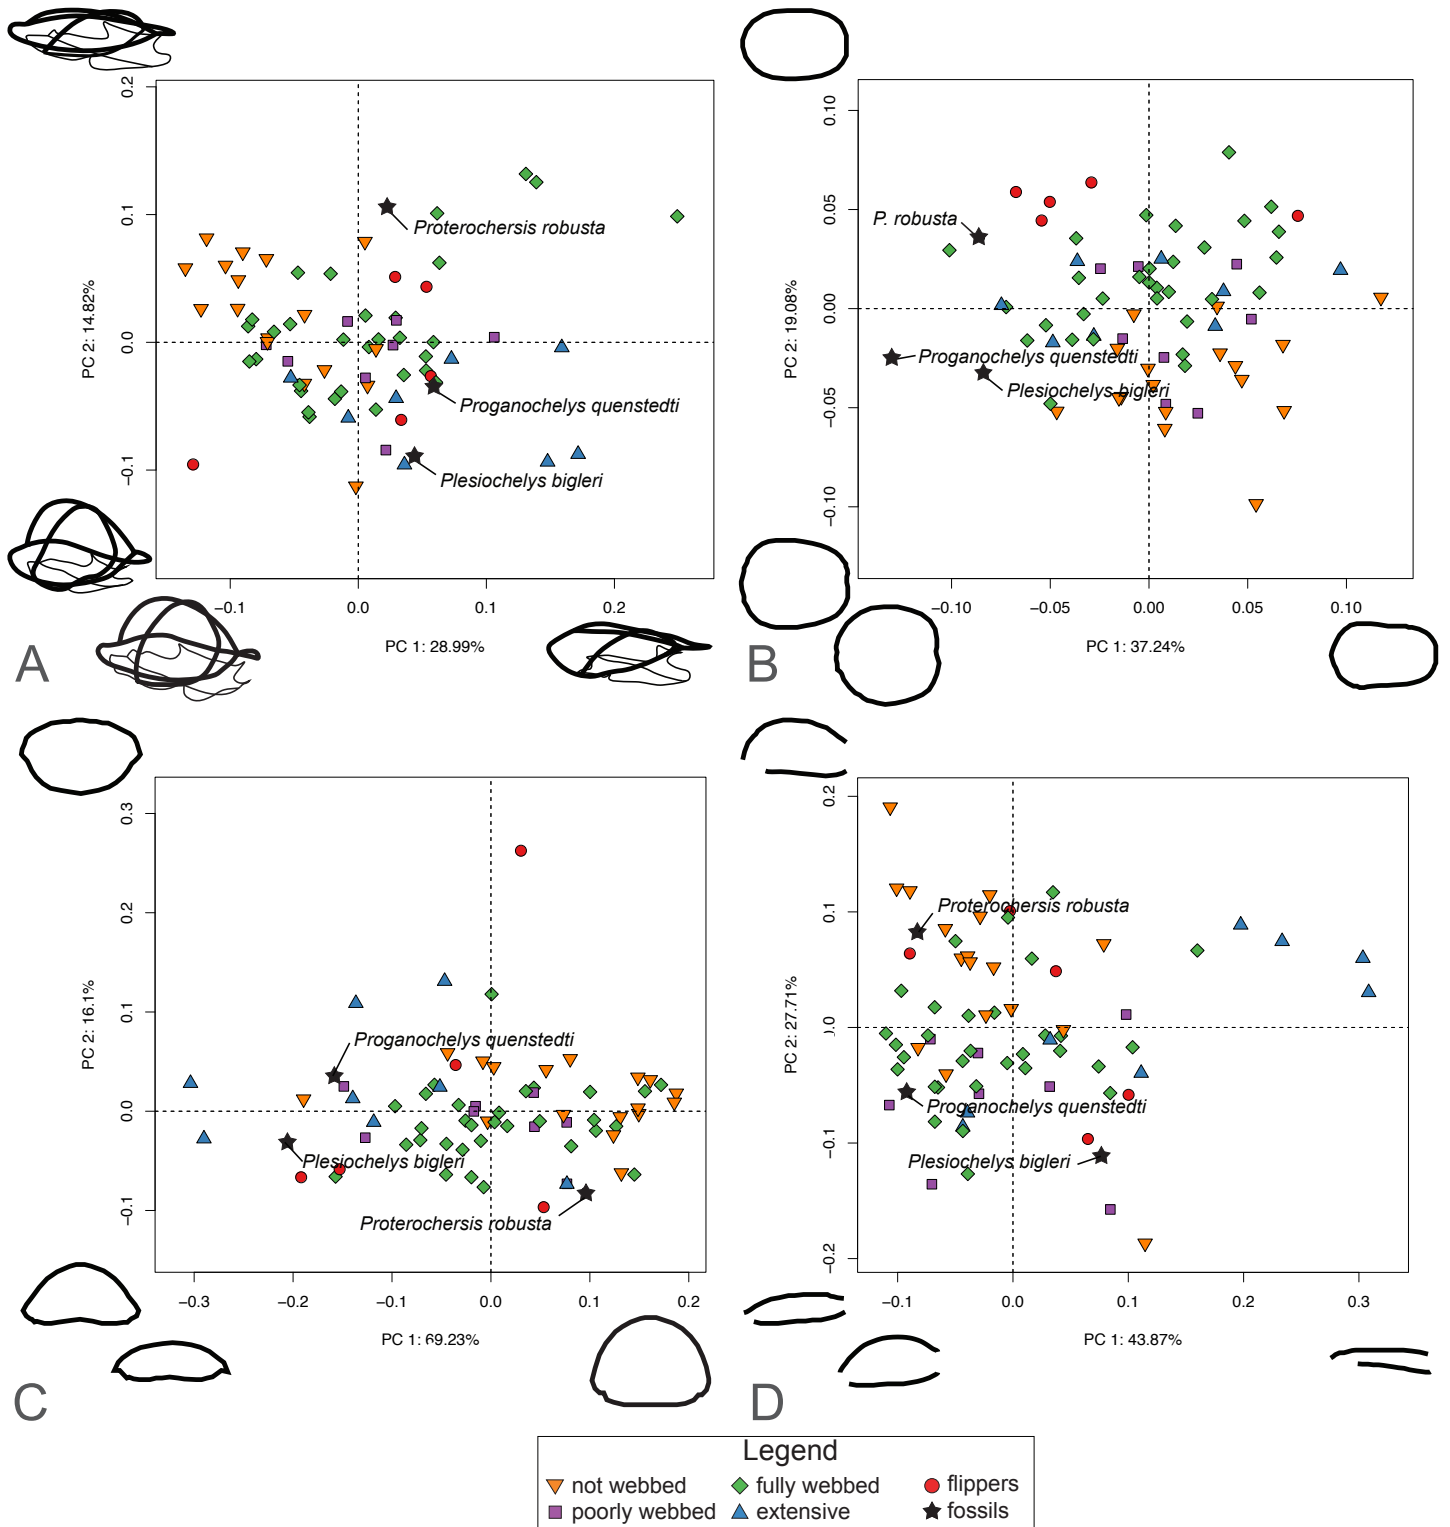 0.2
0.1
0.0
−0.1
PC 2: 14.82%
Proterochersis robusta
Proganochelys quenstedti
Plesiochelys bigleri
−0.1 0.0 0.1 0.2
PC 1: 28.99%
A
0.10
0.05
0.00
−0.05
−0.10
PC 2: 19.08%
P. robusta
Proganochelys quenstedti
Plesiochelys bigleri
−0.10 −0.05 0.00 0.05 0.10
PC 1: 37.24%
B
0.3
0.2
0.1
0.0
−0.1
PC 2: 16.1%
Proganochelys quenstedti
Plesiochelys bigleri
Proterochersis robusta
−0.3 −0.2 −0.1 0.0 0.1 0.2
PC 1: 69.23%
C
0.2
0.1
0.0
−0.1
−0.2
PC 2: 27.71%
Proterochersis robusta
Proganochelys quenstedti
Plesiochelys bigleri
−0.1 0.0 0.1 0.2 0.3
PC 1: 43.87%
D
Legend
not webbed fully webbed flippers
poorly webbed extensive fossils